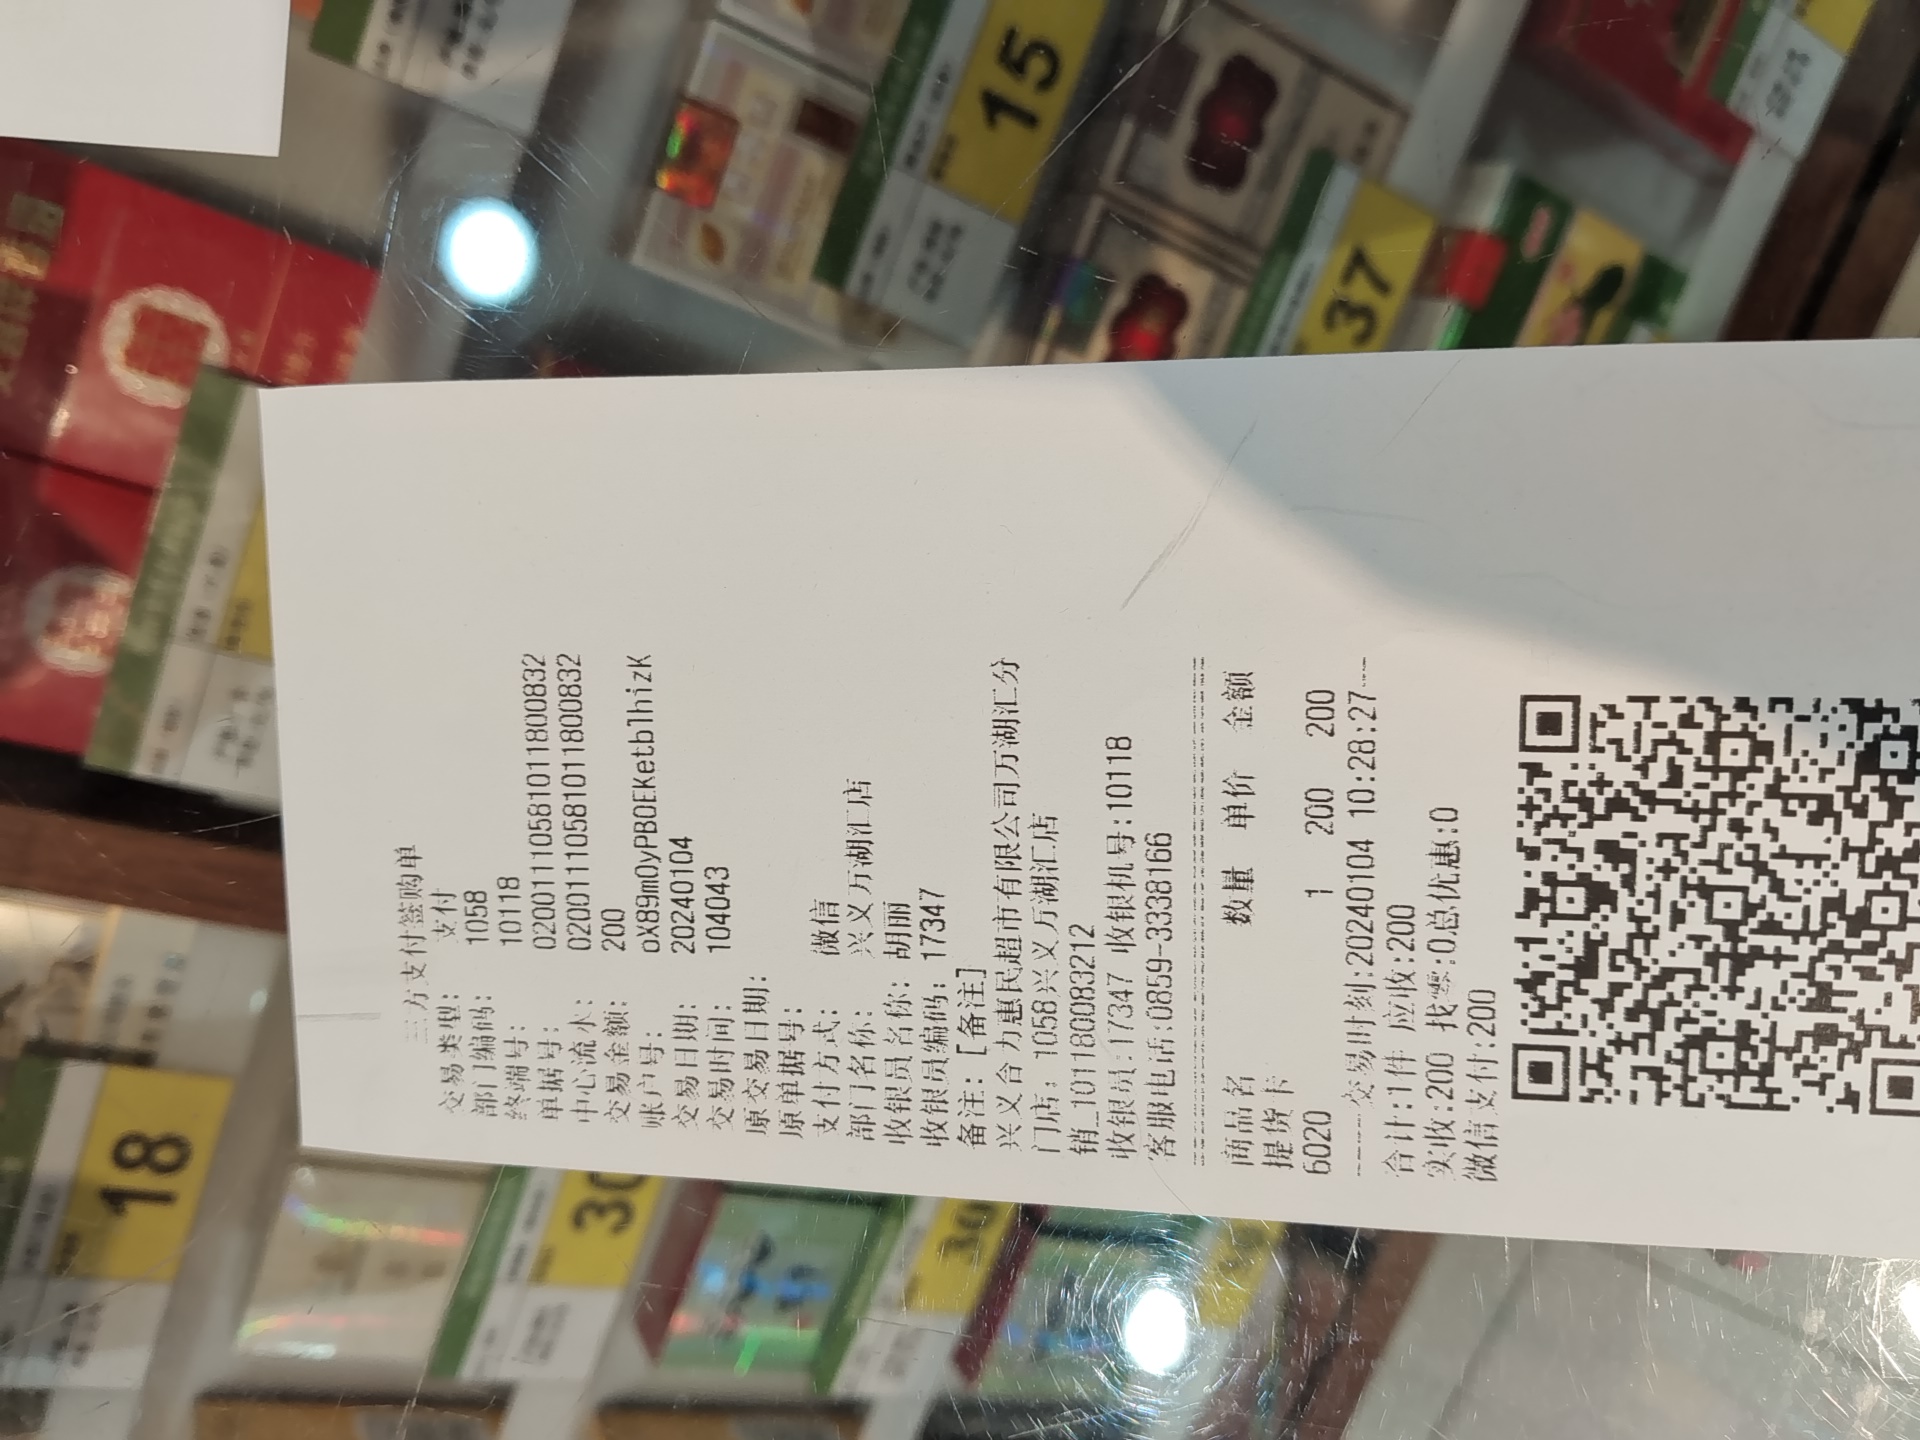 三方支付签购单
交易类型： 支付
部门编码： 1058
终端号： 10118
单据号： 02001110581011800832
中心流水： 02001110581011800832
交易金额： 200
账户号： oX89mOyPBOEKetblhizK
交易日期： 20240104
交易时间： 104043
原交易日期：
原单据号：
支付方式： 微信
部门名称： 兴义万湖汇店
收银员名称： 胡丽
收银员编码： 17347
备注：[备注]
兴义合力惠民超市有限公司万湖汇分
门店：1058兴义万湖汇店
销_1011800083212
收银员:17347 收银机号:10118
客服电话:0859-3338166
商品名 数量 单价 金额
提货卡
6020 1 200 200
交易时刻:20240104 10:28:27
合计:1件 应收:200
实收:200 找零:0总优惠:0
微信支付:200
15
37
18
30
30